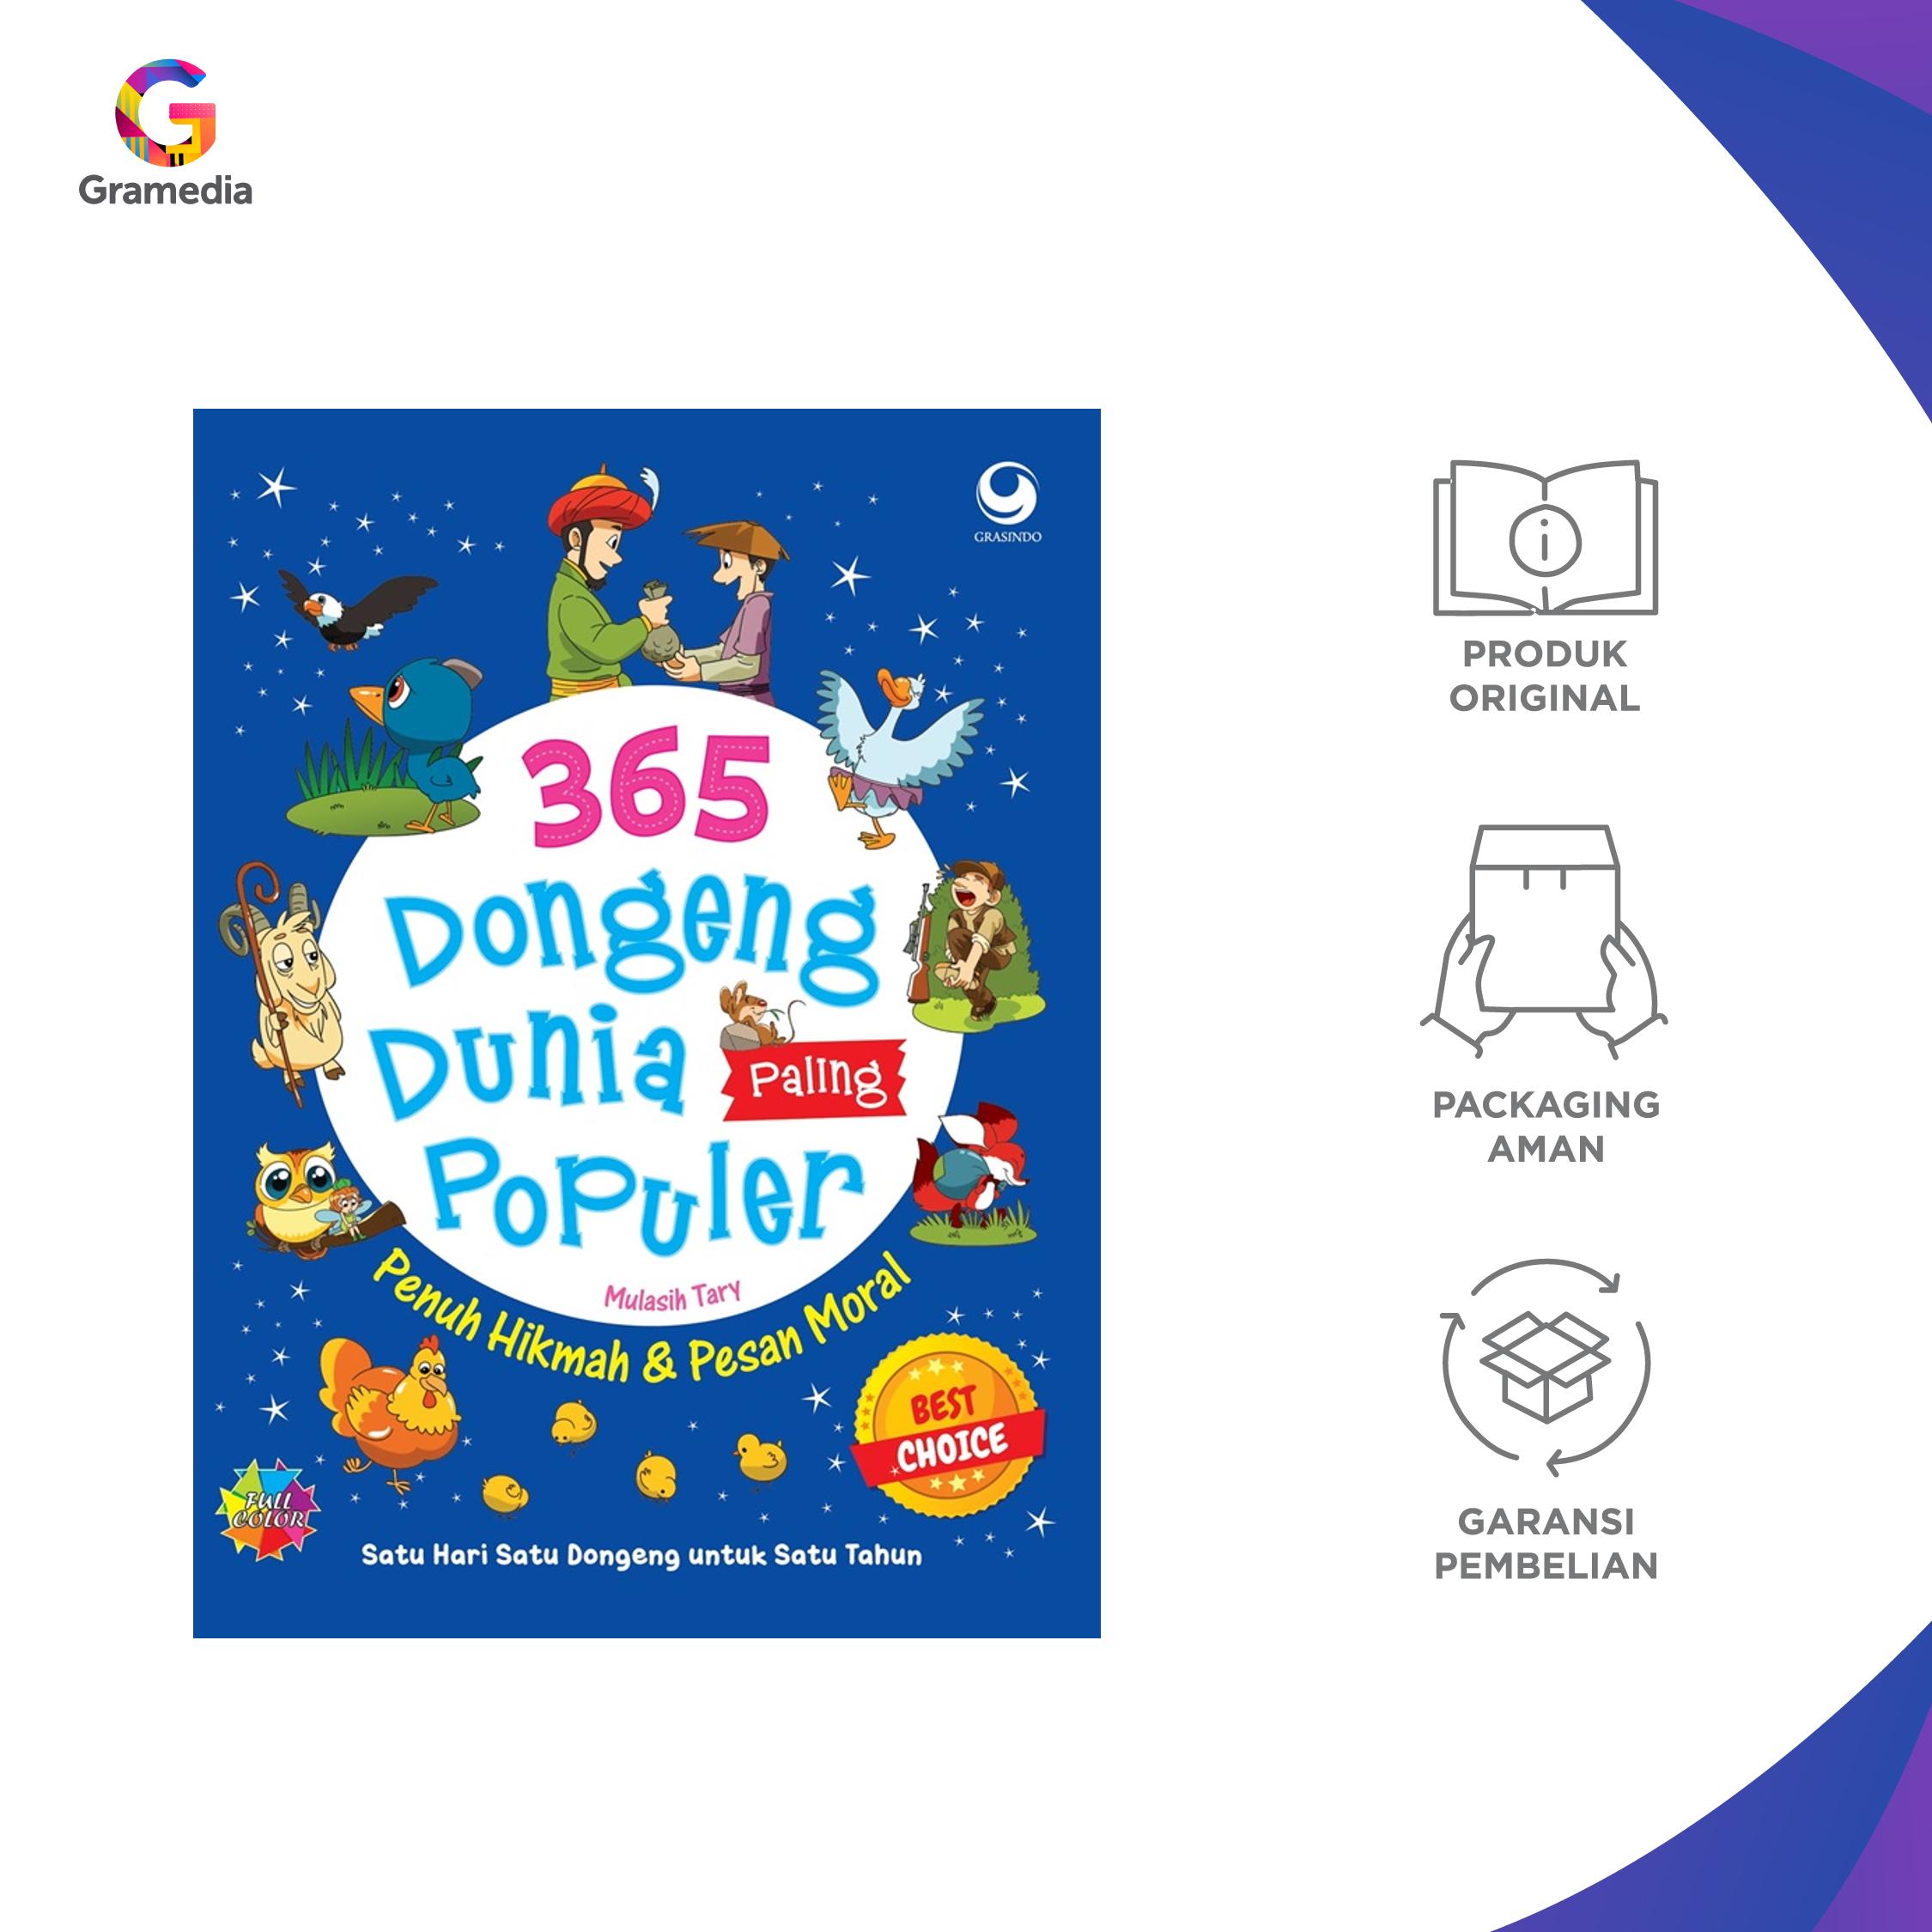 Gramedia
GRASINDO
365
Dongeng
Dunia
Paling
Populer
Mulasih Tary
Penuh Hikmah & Pesan Moral
BEST
CHOICE
FULL
COLOR
Satu Hari Satu Dongeng untuk Satu Tahun
PRODUK
ORIGINAL
PACKAGING
AMAN
GARANSI
PEMBELIAN